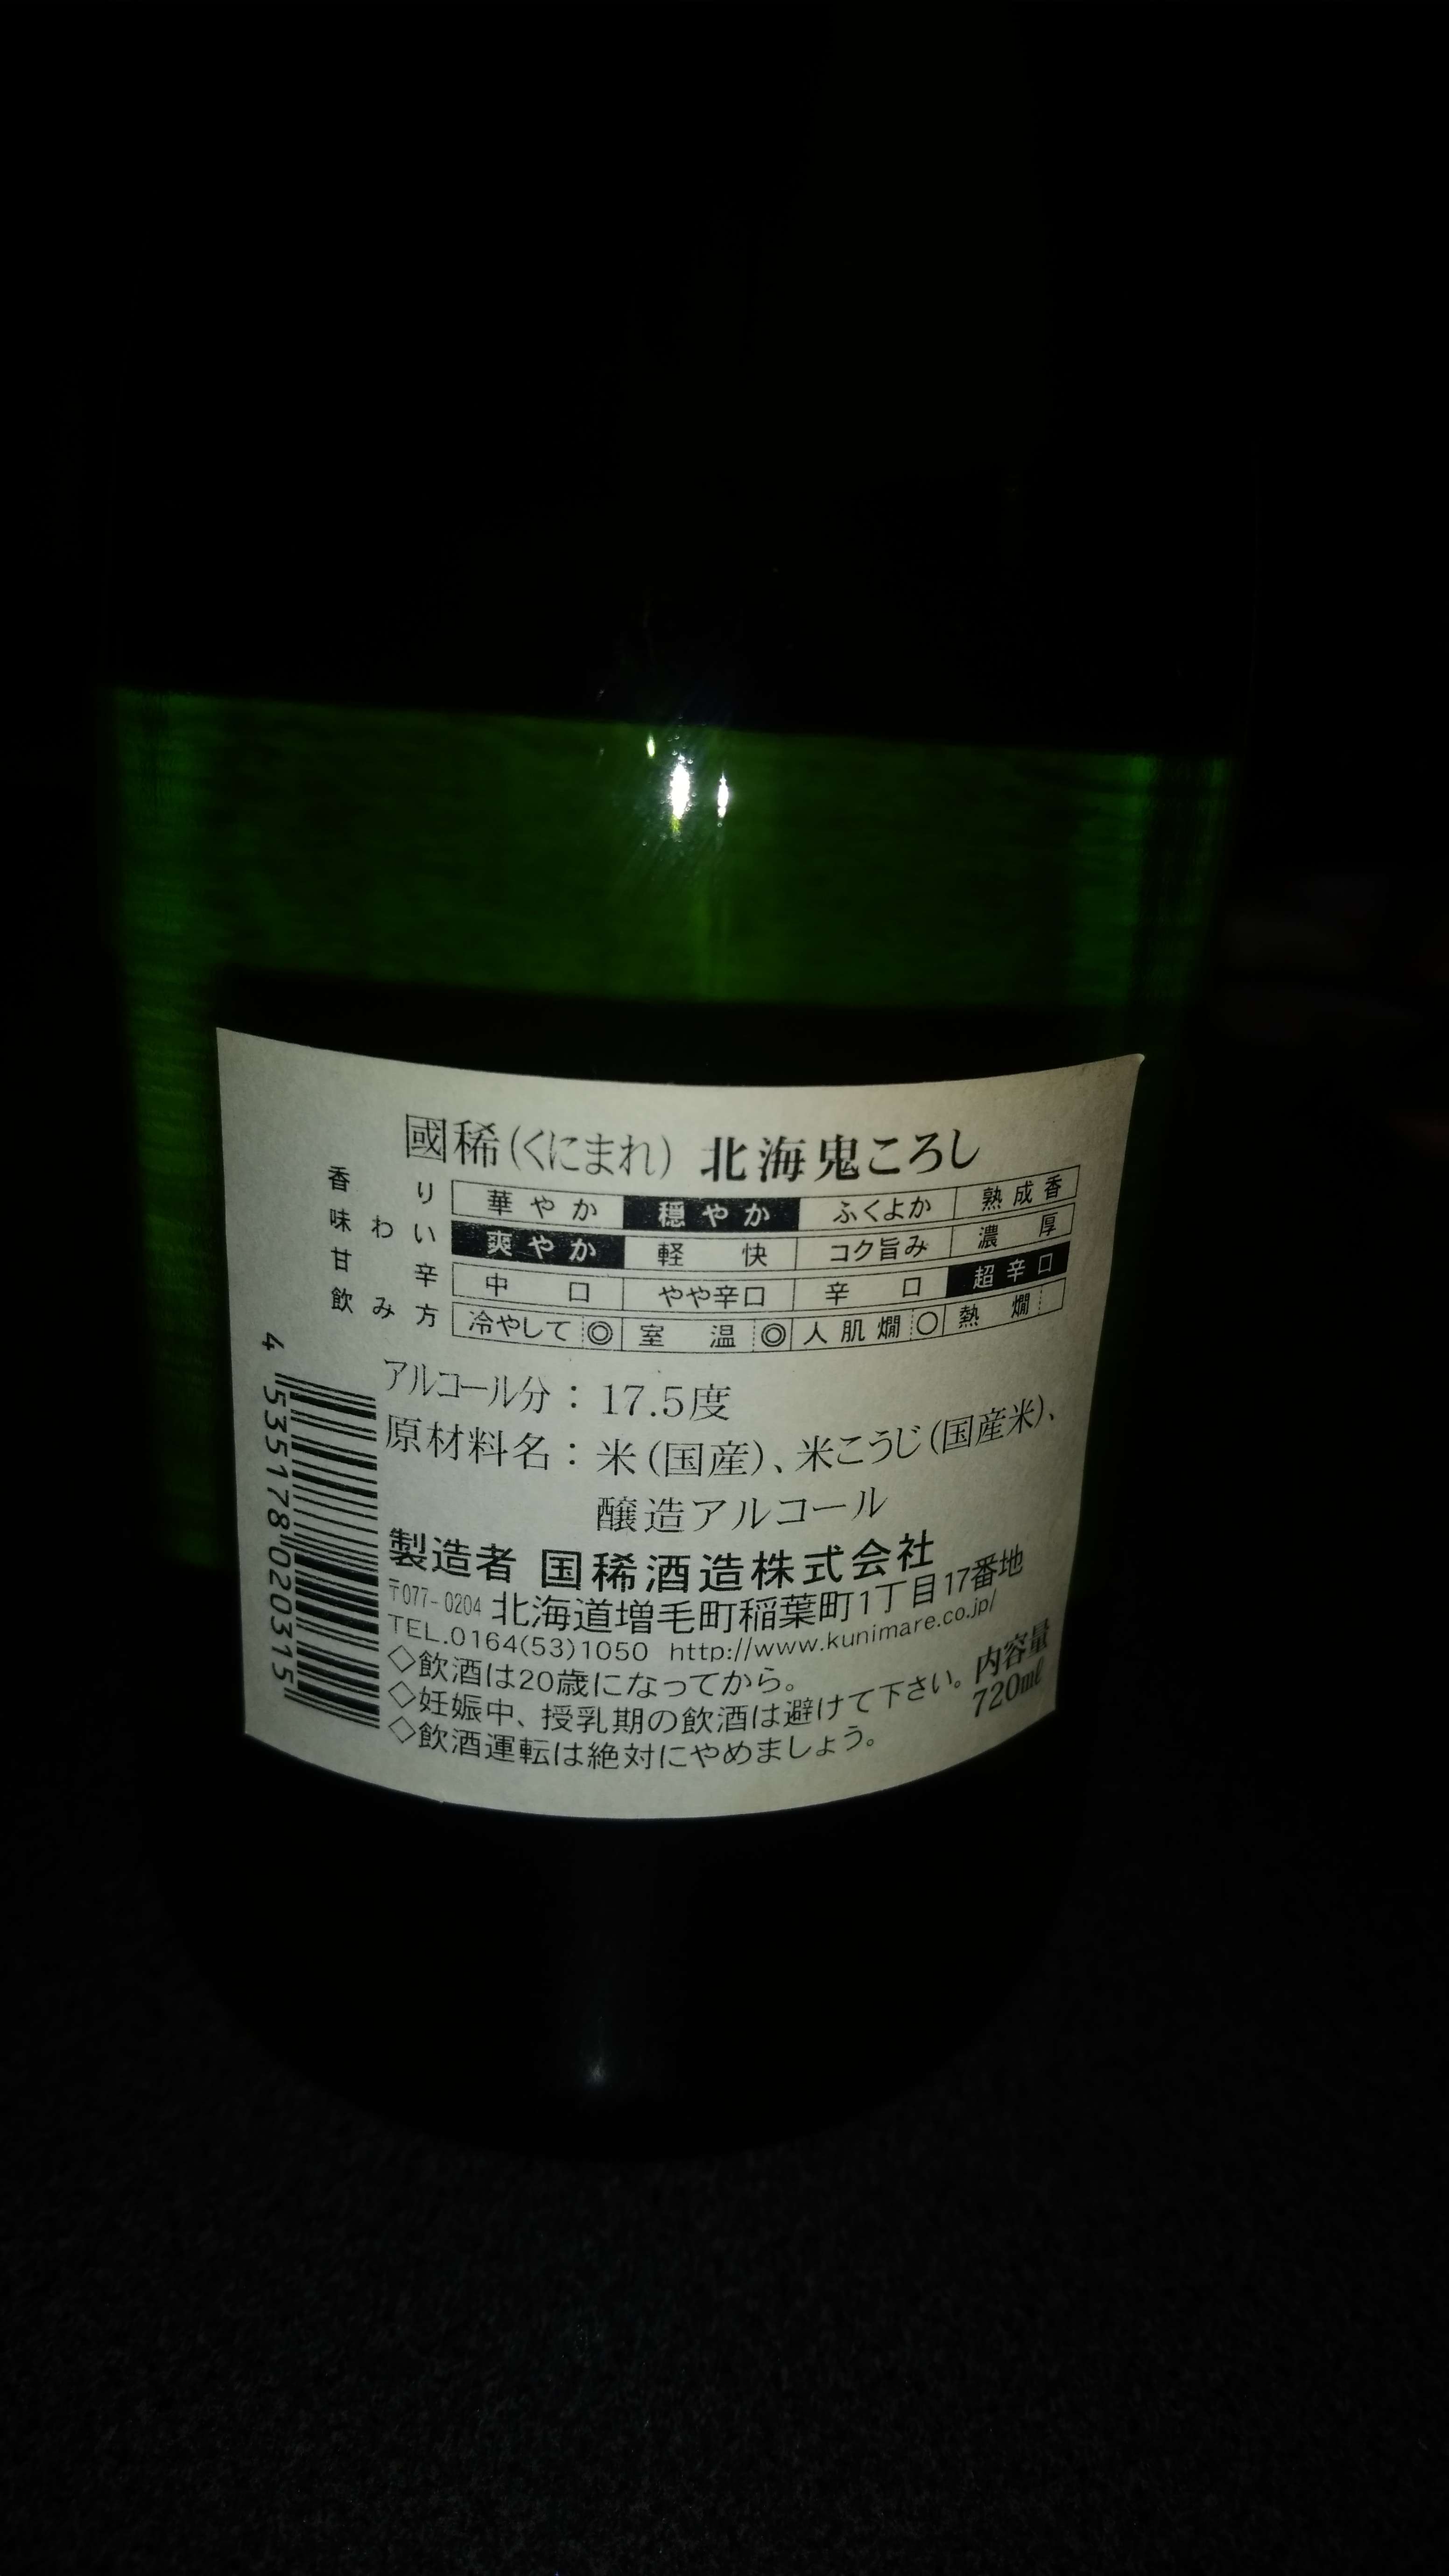 國稀(くにまれ) 北海鬼ころし
香り 華やか 穏やか ふくよか 熟成香
味わい 爽やか 軽快 コク旨み 濃厚
甘辛 中口 やや辛口 辛口 超辛口
飲み方 冷やして ◎ 室温 ◎ 人肌燗 ○ 熱燗
アルコール分：17.5度
原材料名：米(国産)、米こうじ(国産米)、
醸造アルコール
製造者 国稀酒造株式会社
〒077-0204 北海道増毛町稲葉町1丁目17番地
TEL.0164(53)1050 http://www.kunimare.co.jp/
◇飲酒は20歳になってから。
◇妊娠中、授乳期の飲酒は避けて下さい。
◇飲酒運転は絶対にやめましょう。
内容量
720ml
4 535178 020315